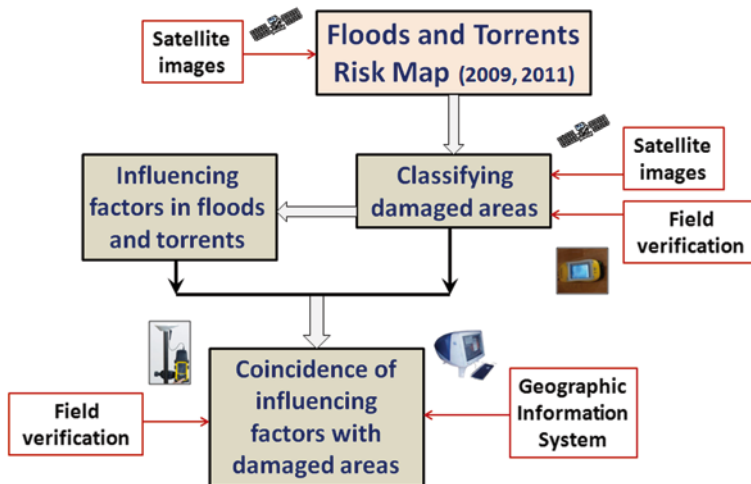 Satellite
images
Floods and Torrents
Risk Map (2009, 2011)
Influencing
factors in floods
and torrents
Classifying
damaged areas
Satellite
images
Field
verification
Coincidence of
influencing
factors with
damaged areas
Field
verification
Geographic
Information
System